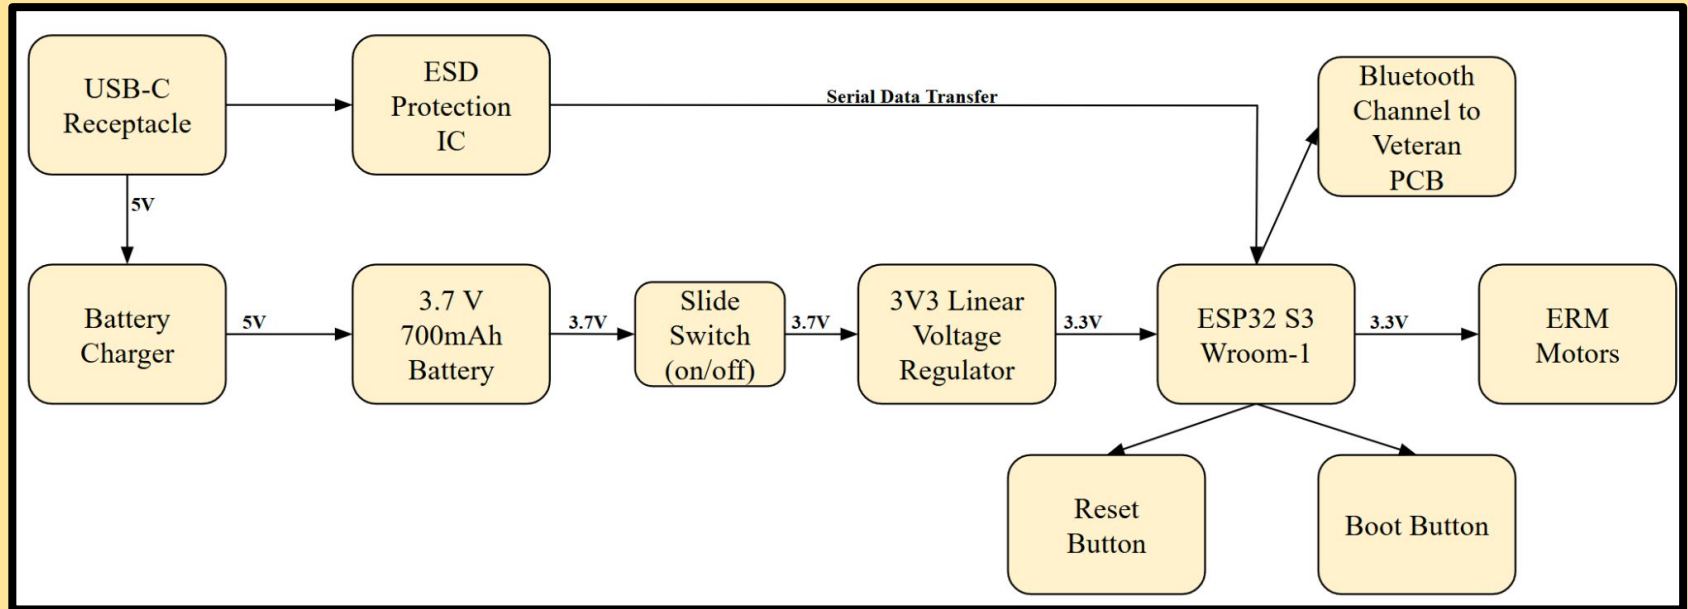 USB-C
Receptacle
ESD
Protection
IC
Serial Data Transfer
Bluetooth
Channel to
Veteran
PCB
5V
Battery
Charger
5V
3.7 V
700mAh
Battery
3.7V
Slide
Switch
(on/off)
3.7V
3V3 Linear
Voltage
Regulator
3.3V
ESP32 S3
Wroom-1
3.3V
ERM
Motors
Reset
Button
Boot Button